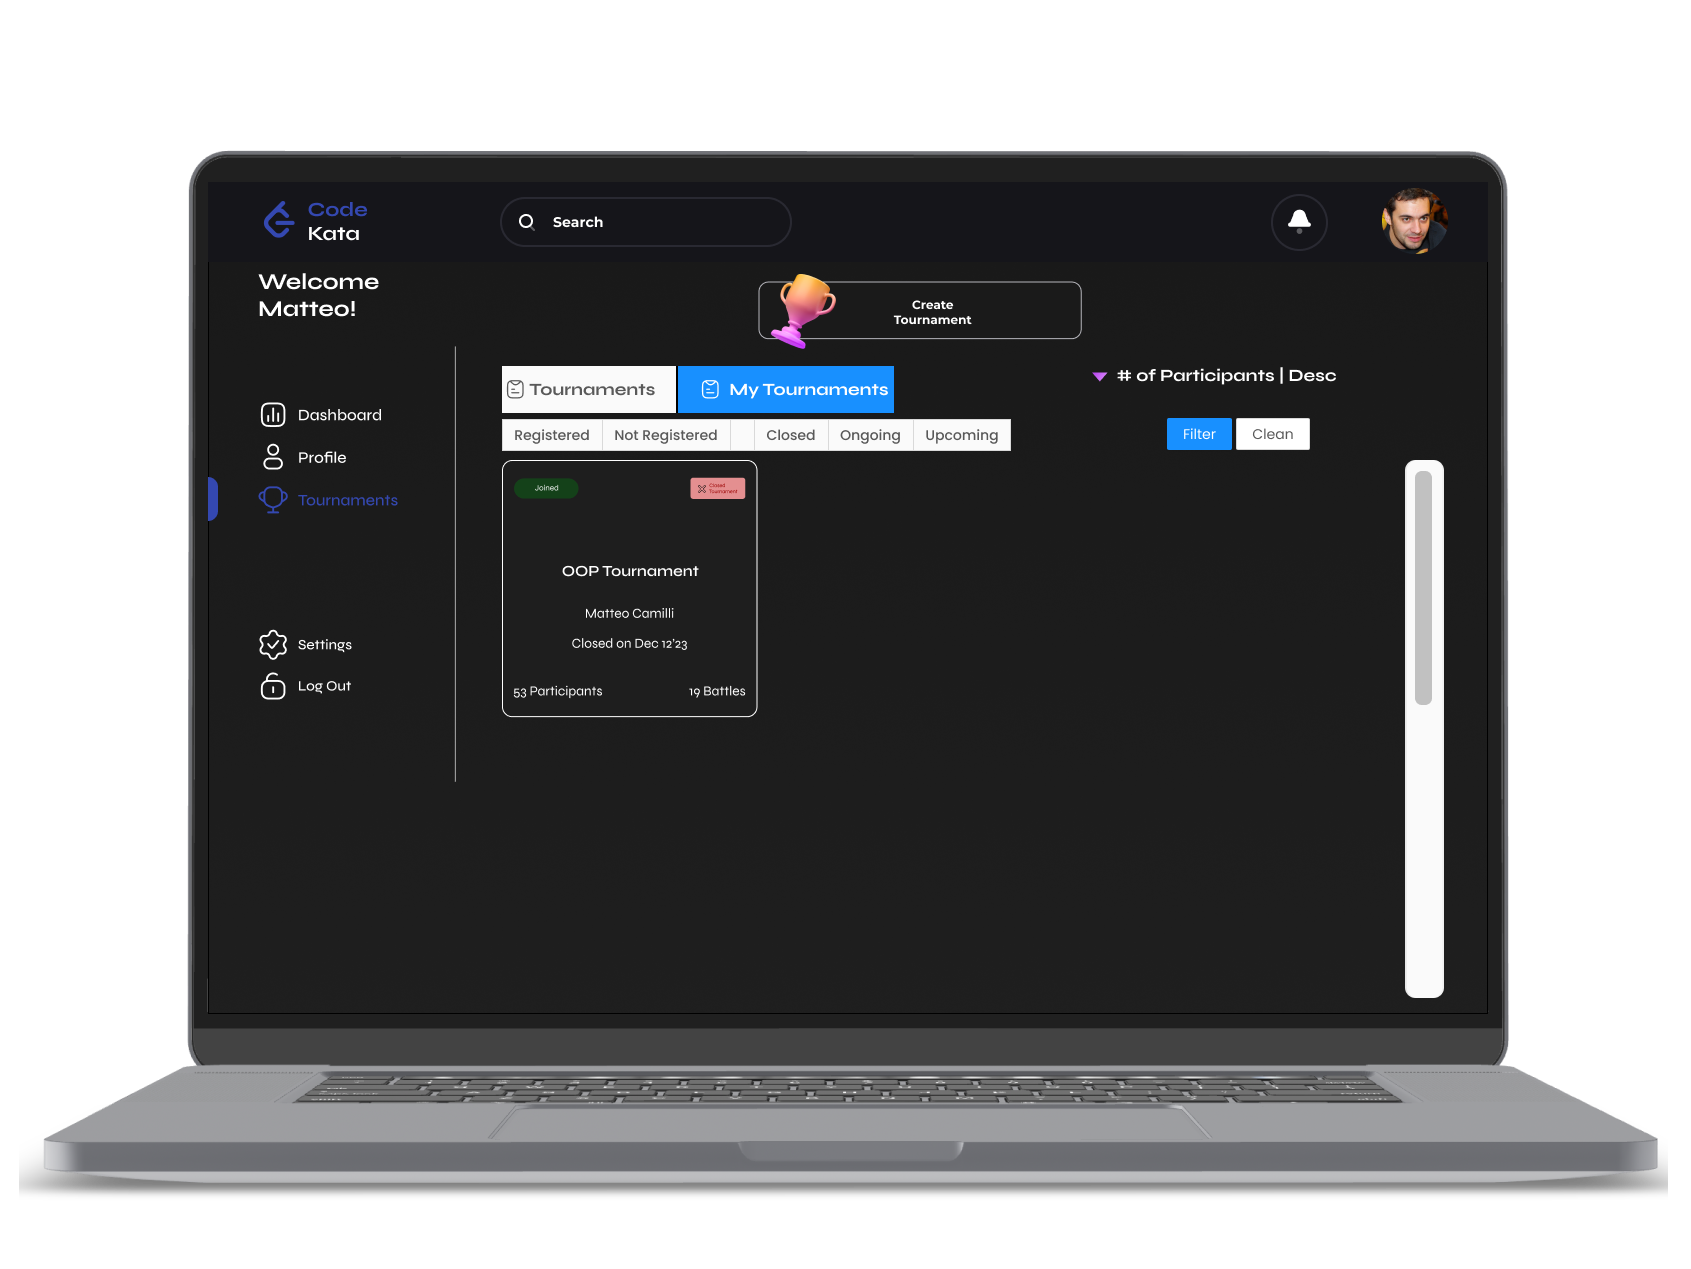 Code
Kata
Search
Welcome
Matteo!
Create
Tournament
Tournaments
My Tournaments
# of Participants | Desc
Registered
Not Registered
Closed
Ongoing
Upcoming
Filter
Clean
Dashboard
Profile
Tournaments
Settings
Log Out
Joined
Closed
Tournament
OOP Tournament
Matteo Camilli
Closed on Dec 12'23
53 Participants
19 Battles